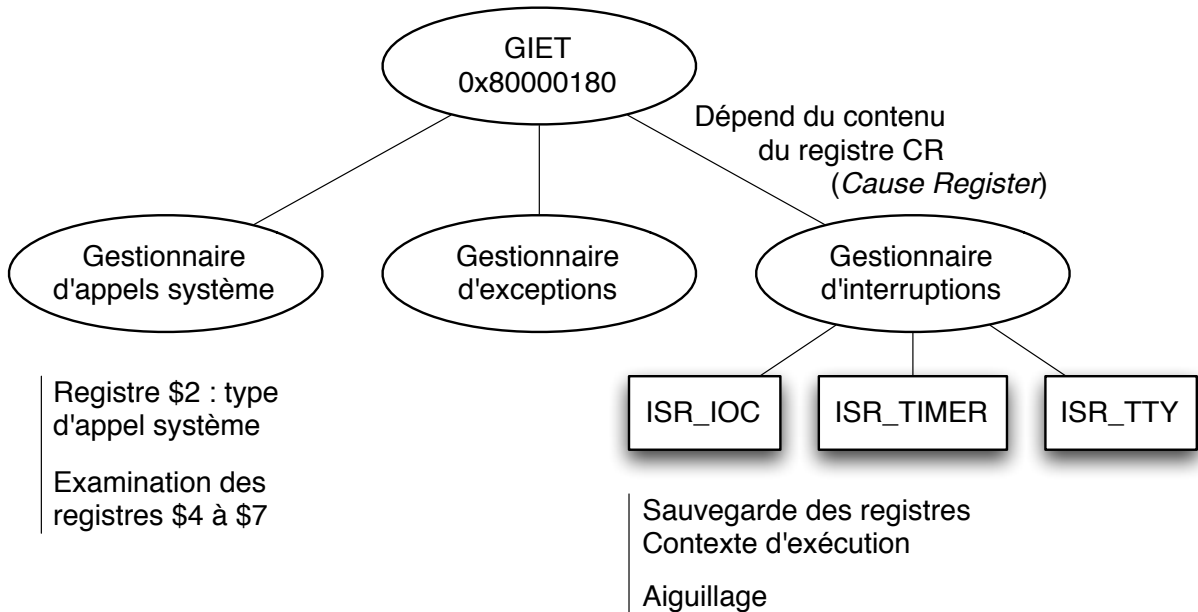 GIET
0x80000180
Dépend du contenu
du registre CR
(Cause Register)
Gestionnaire
d'appels système
Gestionnaire
d'exceptions
Gestionnaire
d'interruptions
Registre $2 : type
d'appel système
Examination des
registres $4 à $7
ISR_IOC
ISR_TIMER
ISR_TTY
Sauvegarde des registres
Contexte d'exécution
Aiguillage